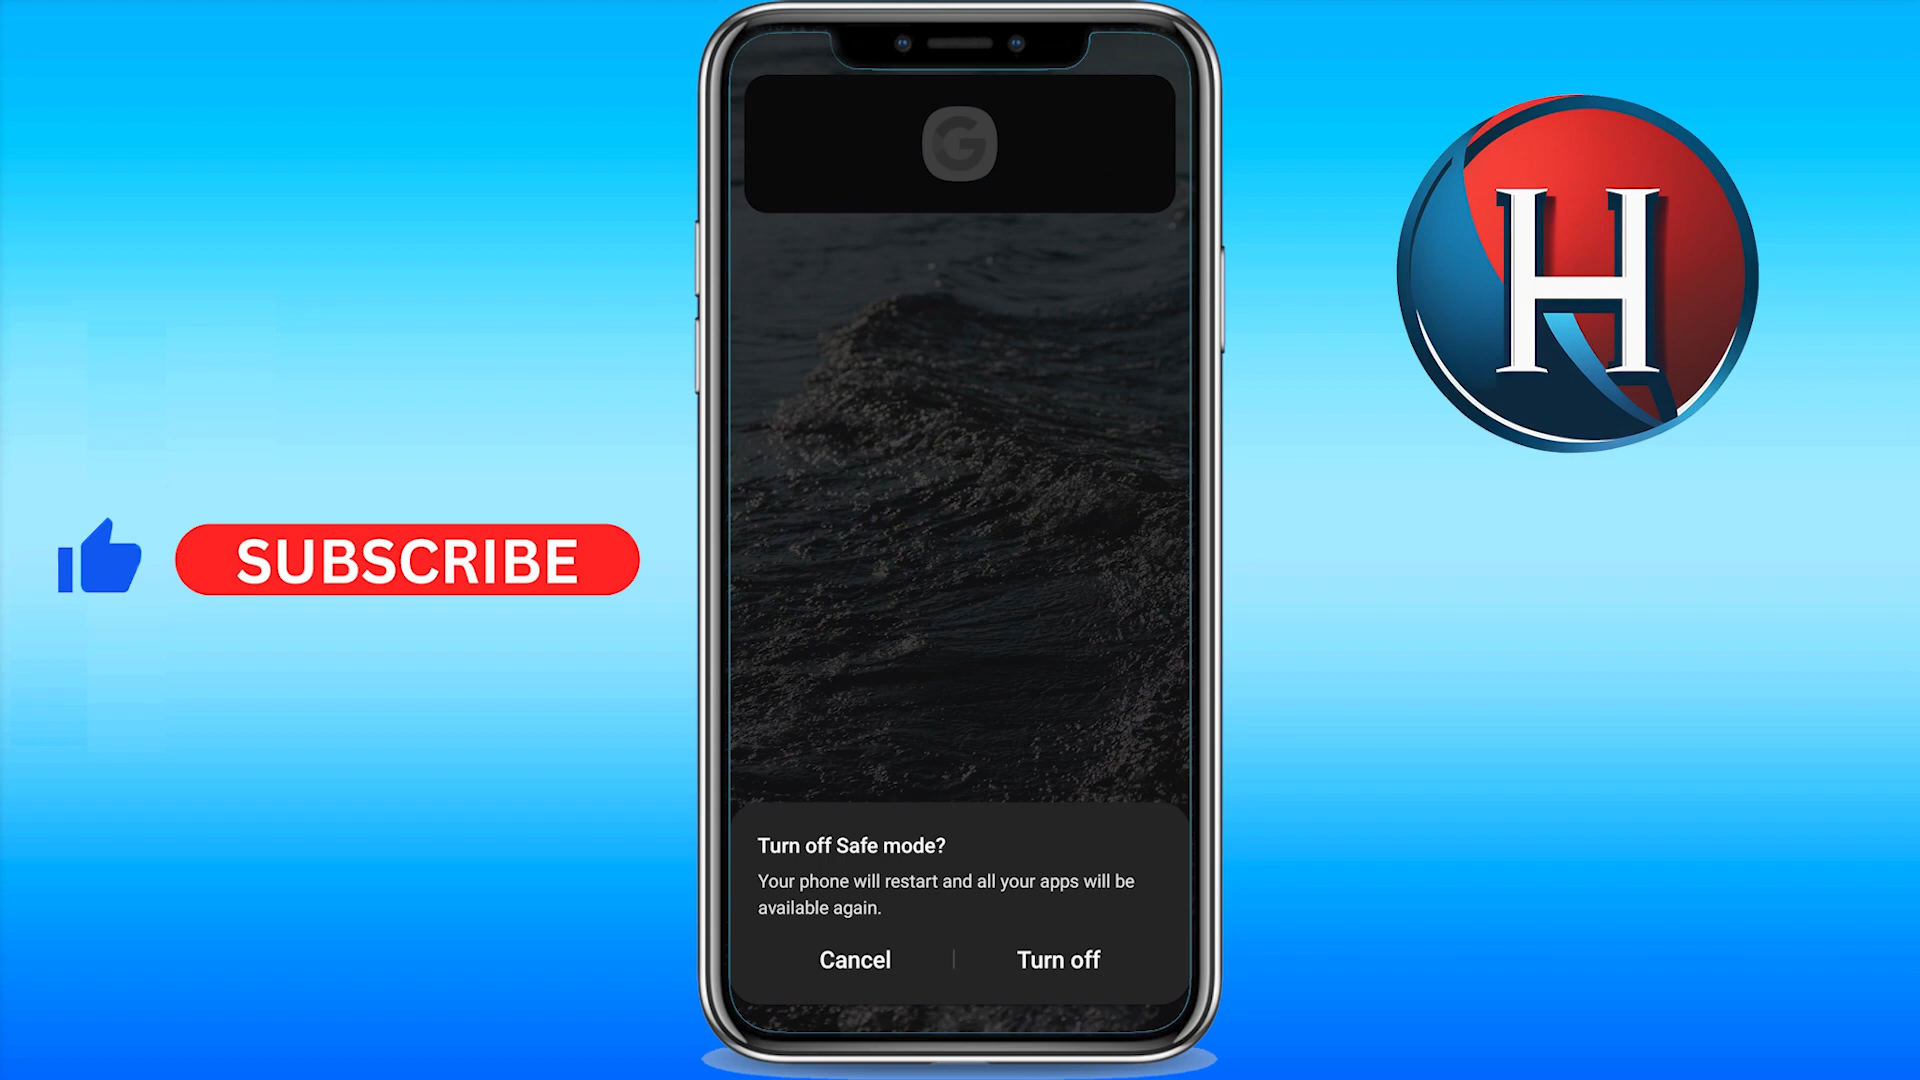 G
H
SUBSCRIBE
Turn off Safe mode?
Your phone will restart and all your apps will be
available again.
Cancel
Turn off